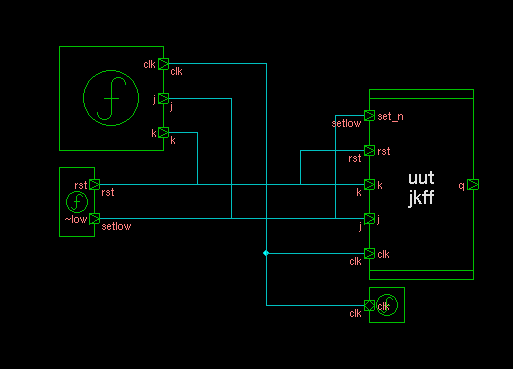 clk
clk
j
j
k
k
rst
rst
~low
setlow
set_n
setlow
rst
rst
k
k
uut
jkff
q
j
j
clk
clk
clk
clk